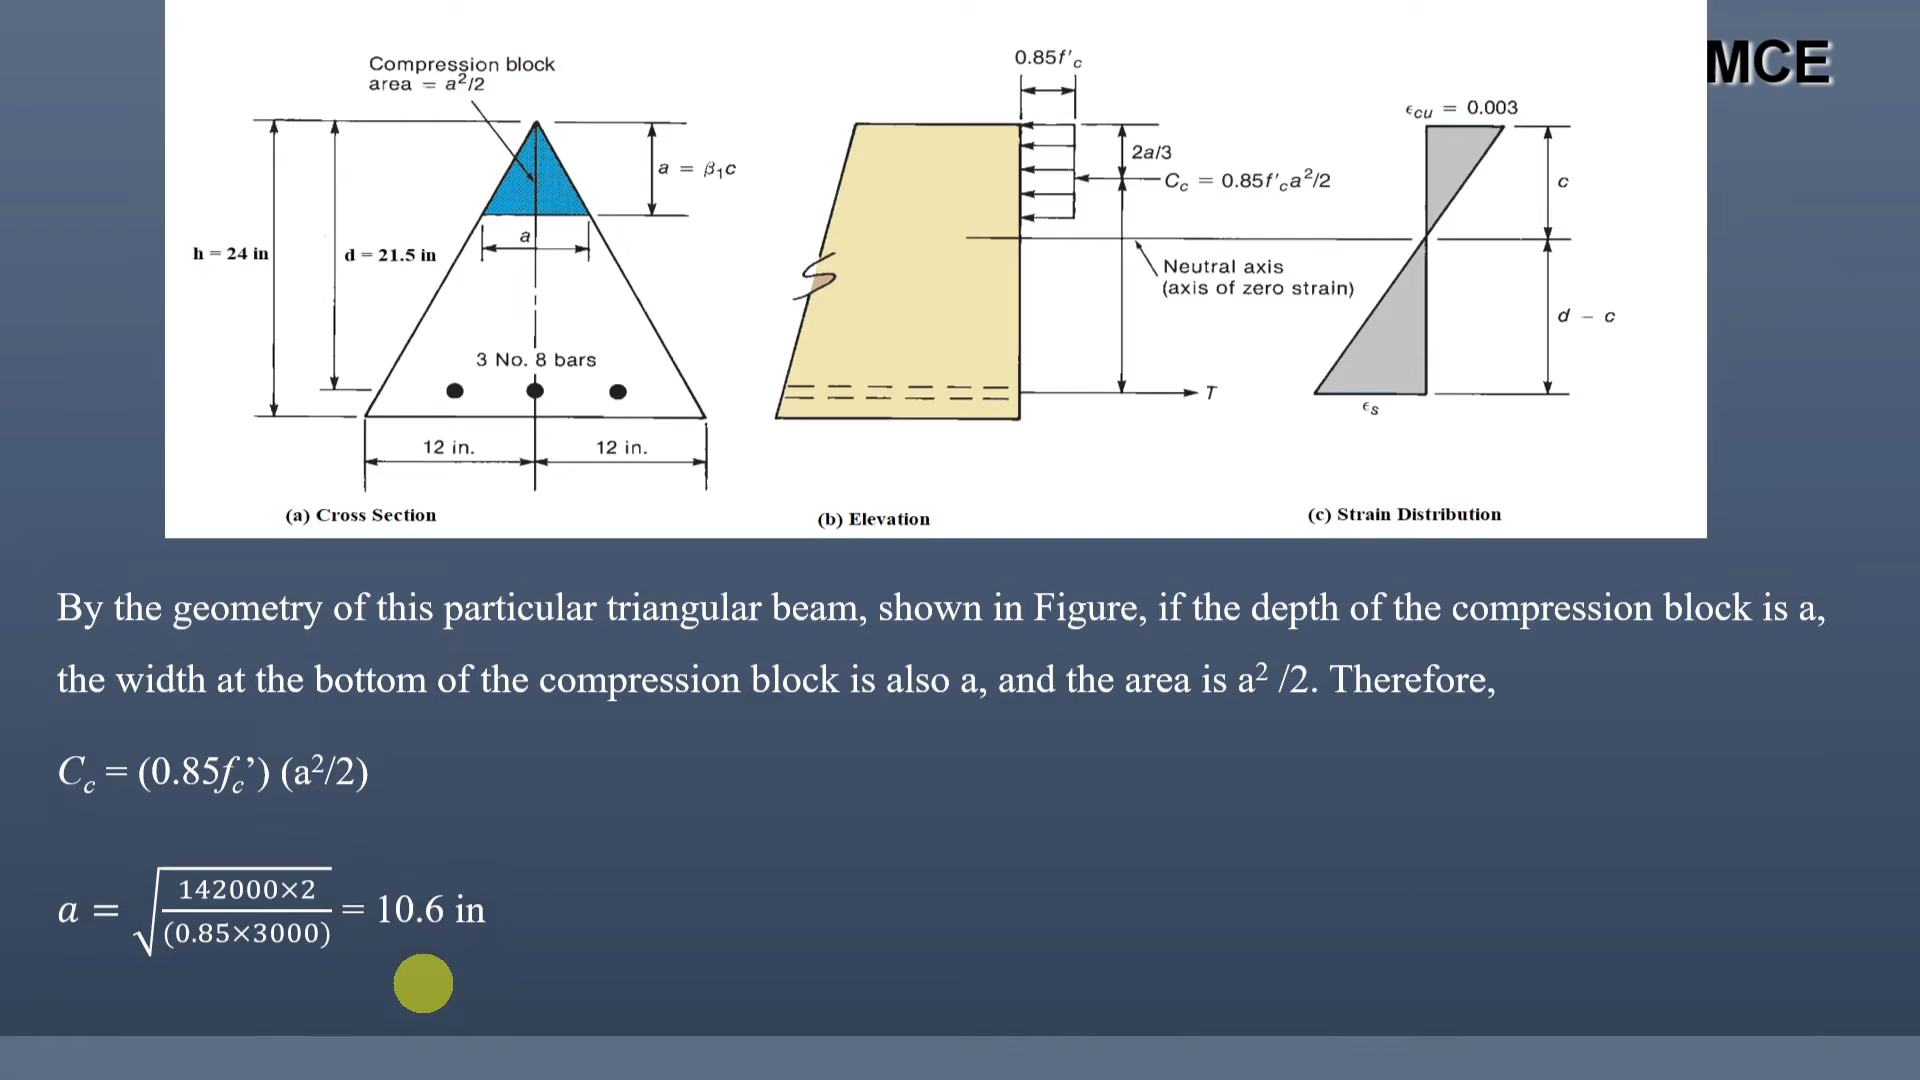 MCE
Compression block
area = a²/2
0.85f'c
ϵcu = 0.003
a = β₁c
2a/3
Cc = 0.85f'ca²/2
c
h = 24 in
d = 21.5 in
a
Neutral axis
(axis of zero strain)
d – c
3 No. 8 bars
T
ϵs
12 in.
12 in.
(a) Cross Section
(b) Elevation
(c) Strain Distribution
By the geometry of this particular triangular beam, shown in Figure, if the depth of the compression block is a,
the width at the bottom of the compression block is also a, and the area is a² /2. Therefore,
Cc = (0.85fc’) (a²/2)
a = √(142000×2 / (0.85×3000)) = 10.6 in